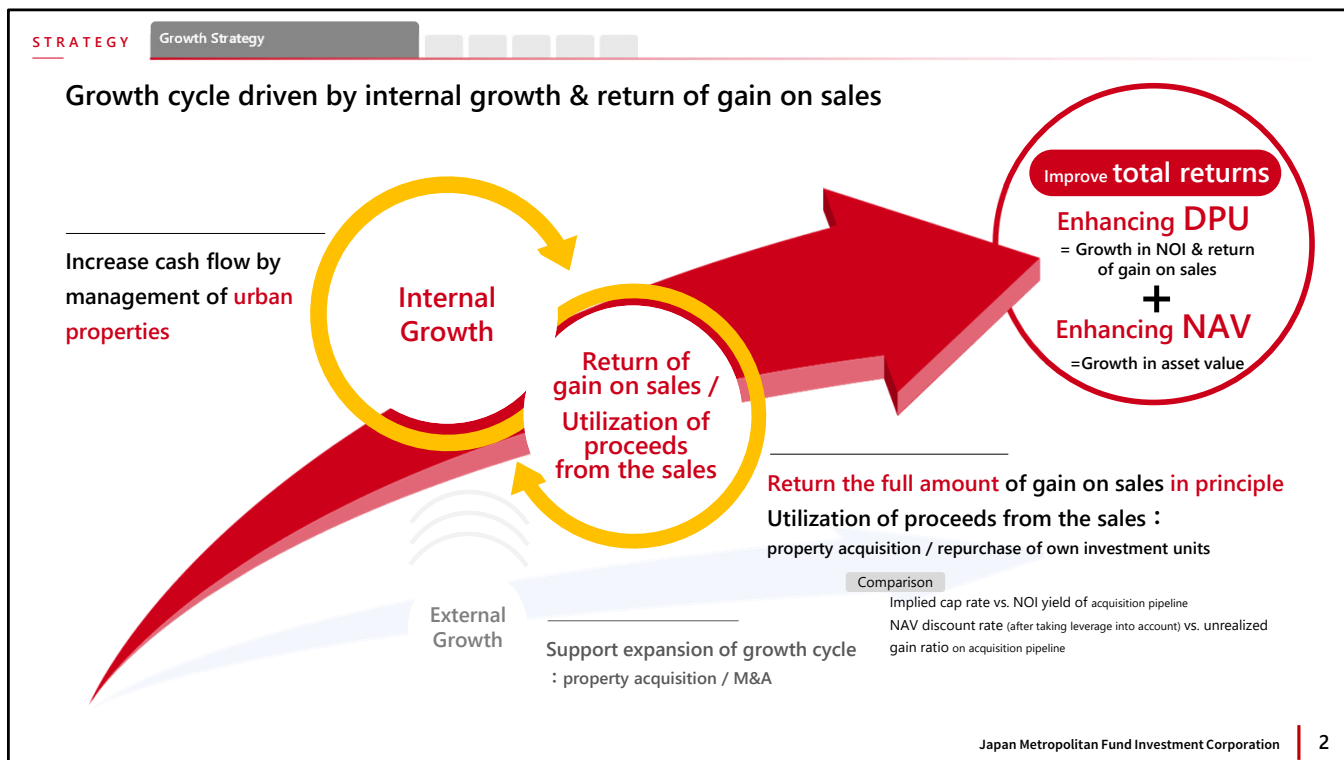 STRATEGY
Growth Strategy
Growth cycle driven by internal growth & return of gain on sales
Increase cash flow by
management of urban
properties
Internal
Growth
Return of
gain on sales /
Utilization of
proceeds
from the sales
Improve total returns
Enhancing DPU
= Growth in NOI & return
of gain on sales
+
Enhancing NAV
=Growth in asset value
Return the full amount of gain on sales in principle
Utilization of proceeds from the sales：
property acquisition / repurchase of own investment units
Comparison
Implied cap rate vs. NOI yield of acquisition pipeline
NAV discount rate (after taking leverage into account) vs. unrealized
gain ratio on acquisition pipeline
External
Growth
Support expansion of growth cycle
：property acquisition / M&A
Japan Metropolitan Fund Investment Corporation
2